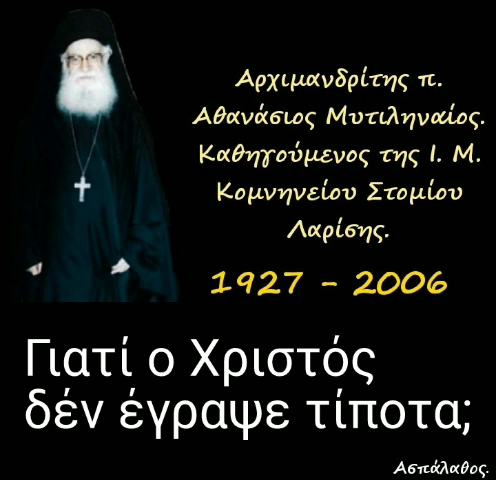 Αρχιμανδρίτης π.
Αθανάσιος Μυτιληναίος.
Καθηγούμενος της Ι. Μ.
Κομνηνείου Στομίου
Λαρίσης.
1927 - 2006
Γιατί ο Χριστός
δέν έγραψε τίποτα;
Ασπάλαθος.